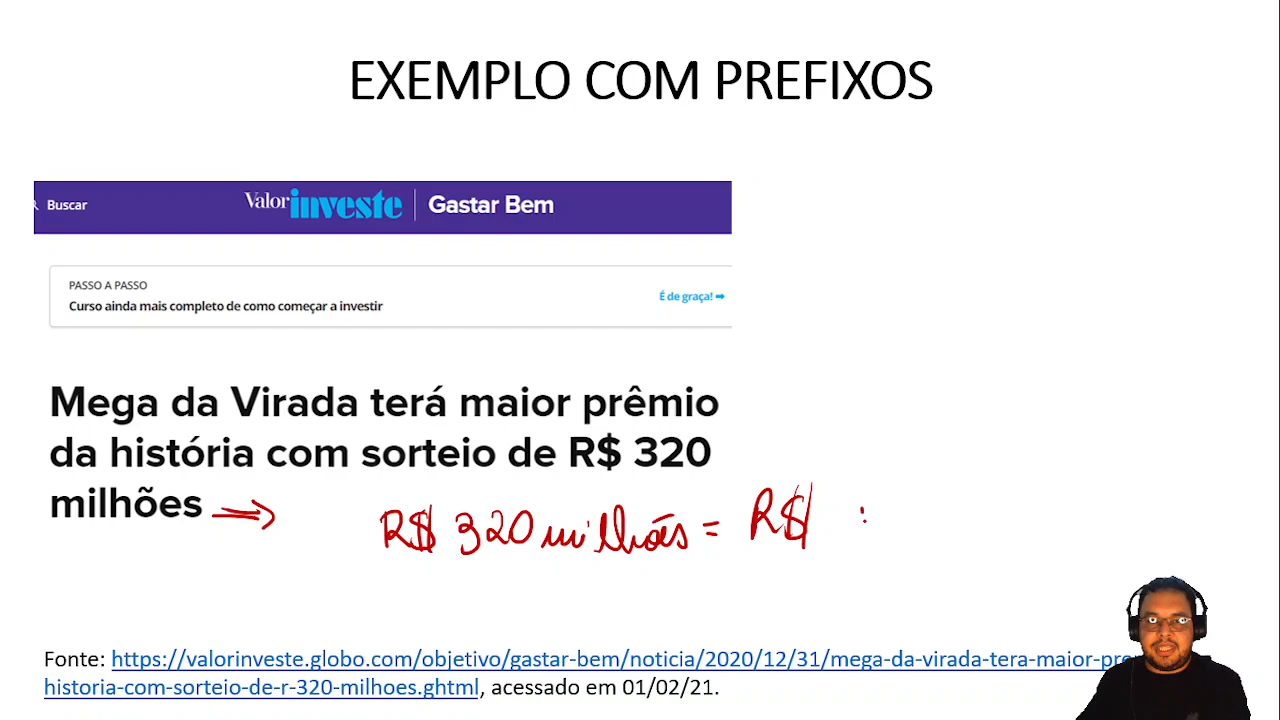 EXEMPLO COM PREFIXOS
Buscar
Valor investe | Gastar Bem
PASSO A PASSO
Curso ainda mais completo de como começar a investir
É de graça! ➡
Mega da Virada terá maior prêmio
da história com sorteio de R$ 320
milhões
R$ 320 milhões = R$
Fonte: https://valorinveste.globo.com/objetivo/gastar-bem/noticia/2020/12/31/mega-da-virada-tera-maior-pre
historia-com-sorteio-de-r-320-milhoes.ghtml, acessado em 01/02/21.